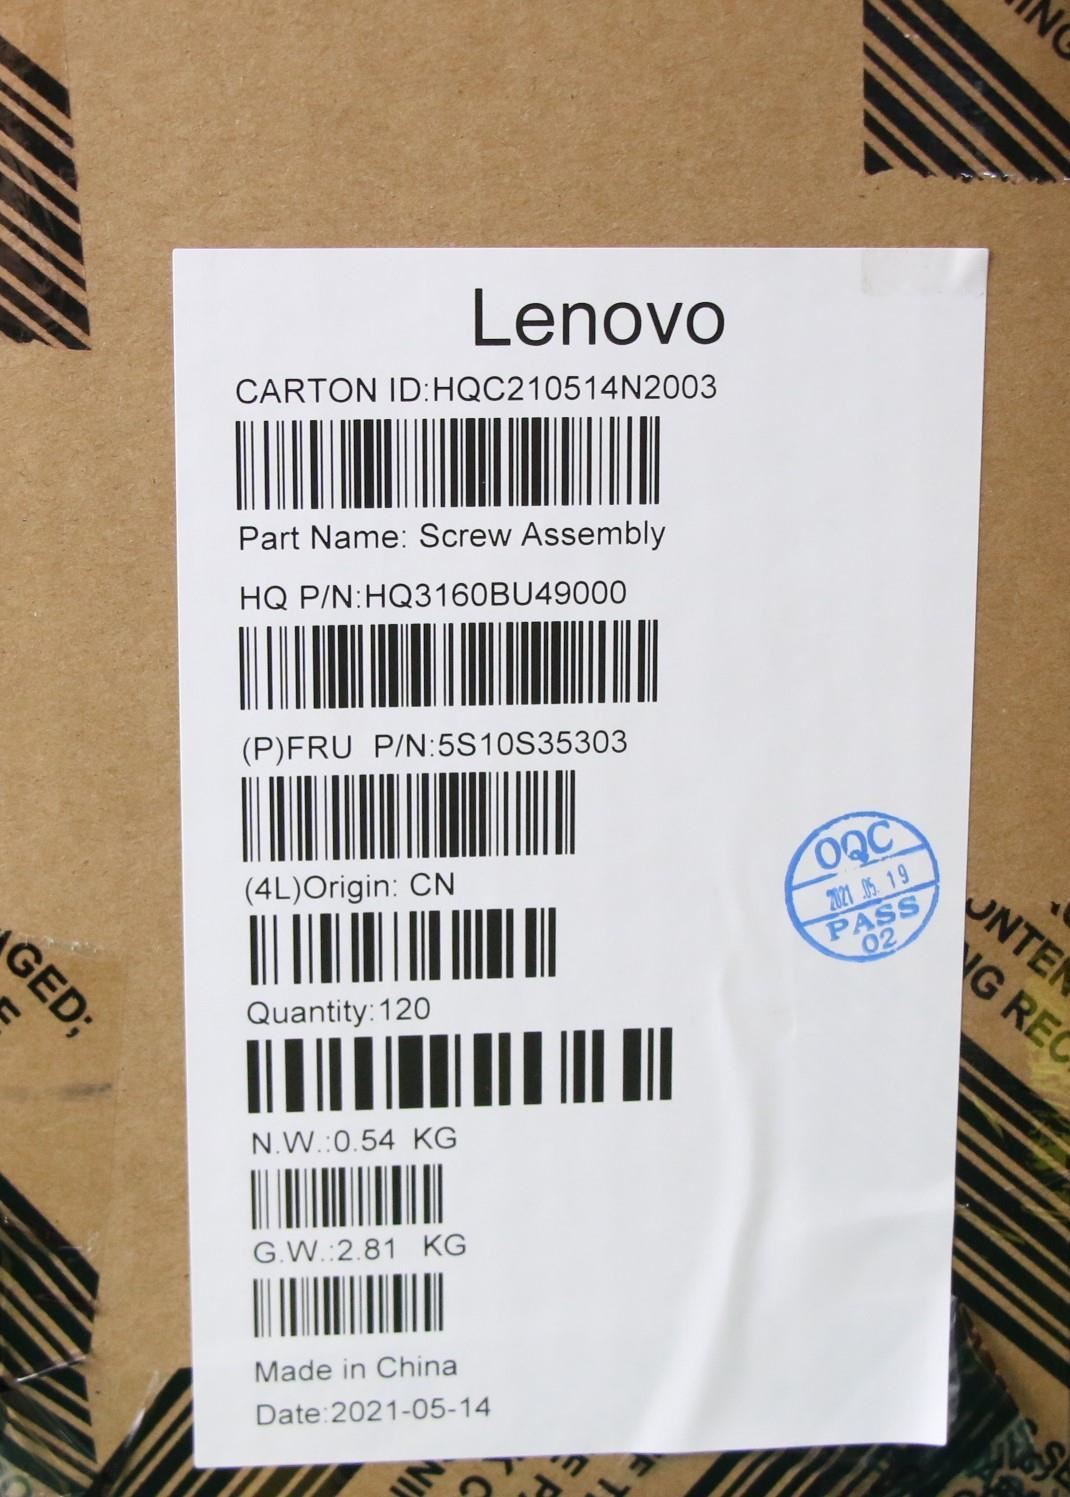 Lenovo
CARTON ID:HQC210514N2003
Part Name: Screw Assembly
HQ P/N:HQ3160BU49000
(P)FRU P/N:5S10S35303
(4L)Origin: CN
Quantity:120
N.W.:0.54 KG
G.W.:2.81 KG
Made in China
Date:2021-05-14
OQC
2021.05.19
PASS
02